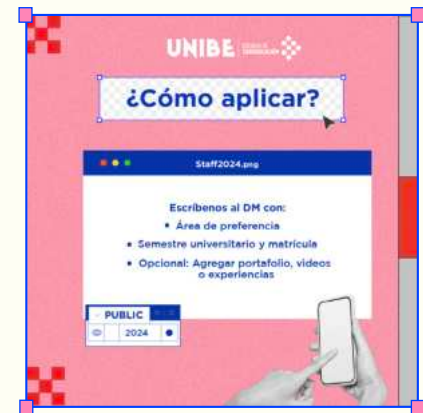 UNIBE
¿Cómo aplicar?
Staff2024.png
Escríbenos al DM con:
▪ Área de preferencia
▪ Semestre universitario y matrícula
▪ Opcional: Agregar portafolio, videos
o experiencias
PUBLIC
2024